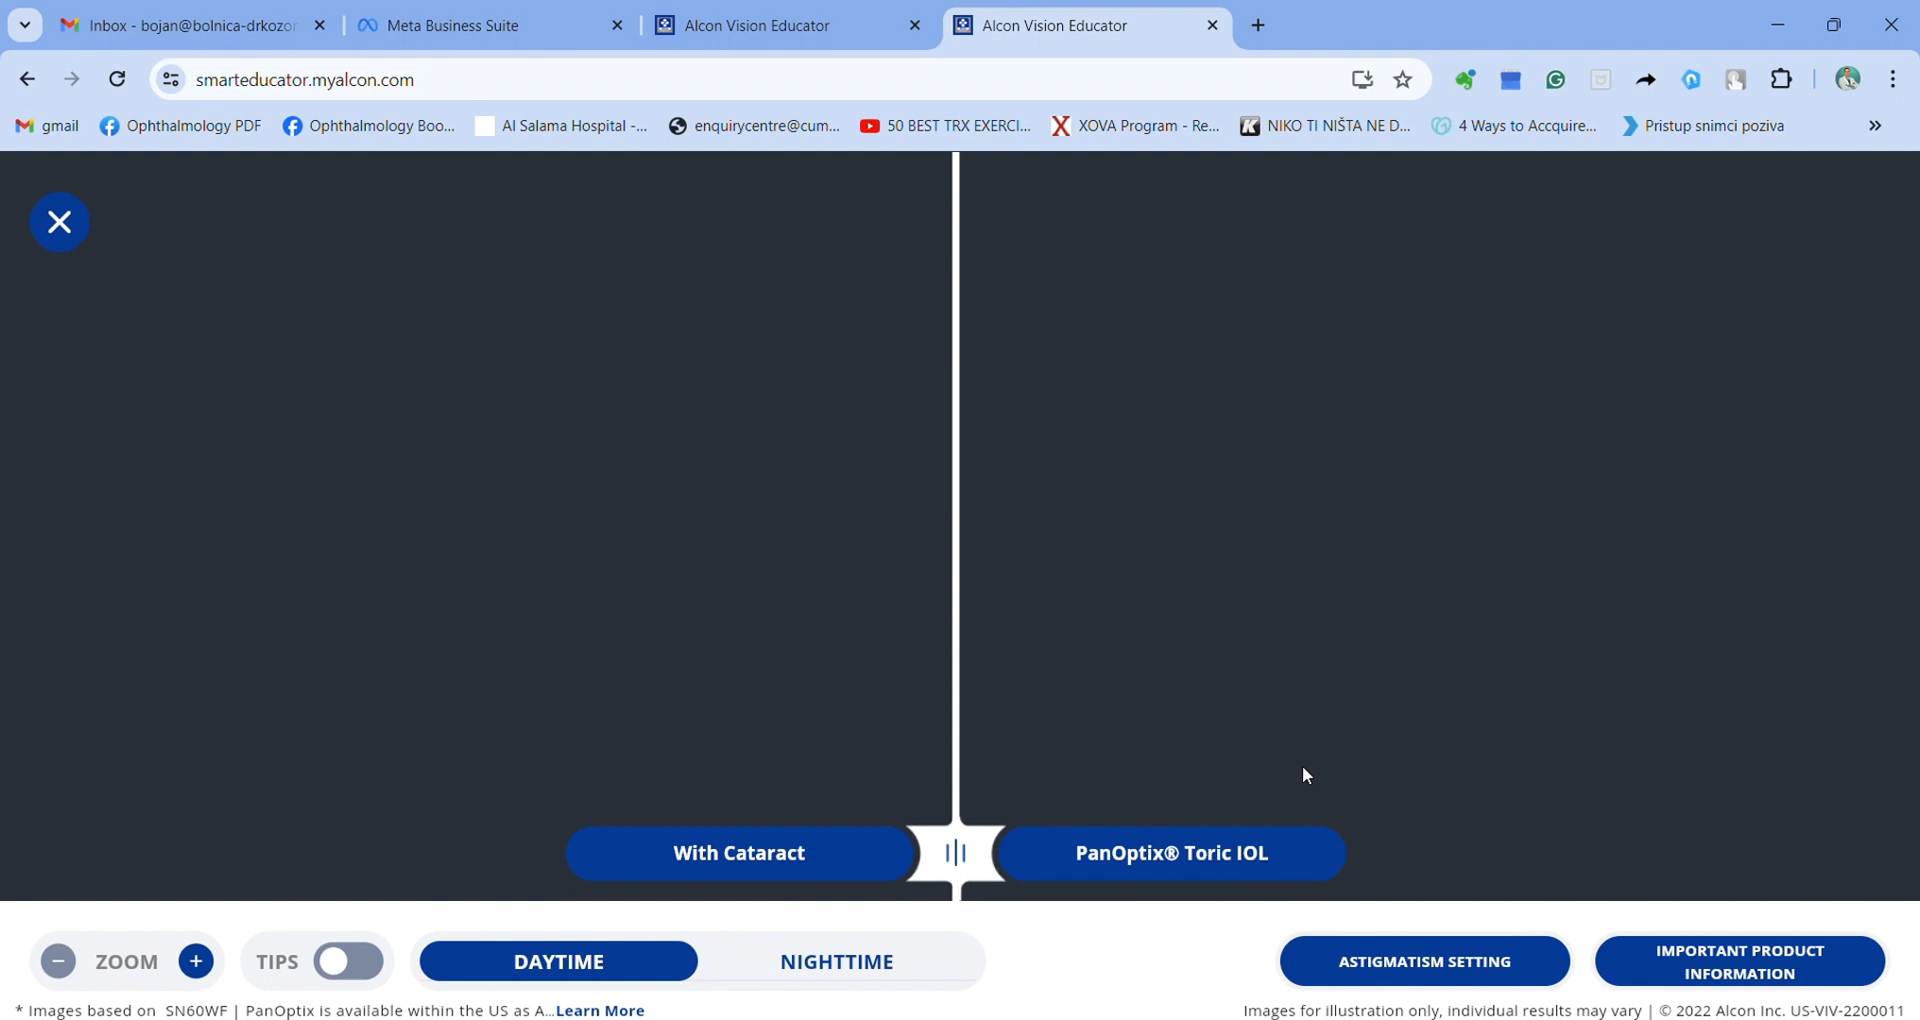 Inbox - bojan@bolnica-drkozor
Meta Business Suite
Alcon Vision Educator
Alcon Vision Educator
smarteducator.myalcon.com
gmail
Ophthalmology PDF
Ophthalmology Boo...
Al Salama Hospital -...
enquirycentre@cum...
50 BEST TRX EXERCI...
XOVA Program - Re...
NIKO TI NIŠTA NE D...
4 Ways to Accquire...
Pristup snimci poziva
With Cataract
PanOptix® Toric IOL
ZOOM
TIPS
DAYTIME
NIGHTTIME
ASTIGMATISM SETTING
IMPORTANT PRODUCT
INFORMATION
* Images based on SN60WF | PanOptix is available within the US as A...Learn More
Images for illustration only, individual results may vary | © 2022 Alcon Inc. US-VIV-2200011